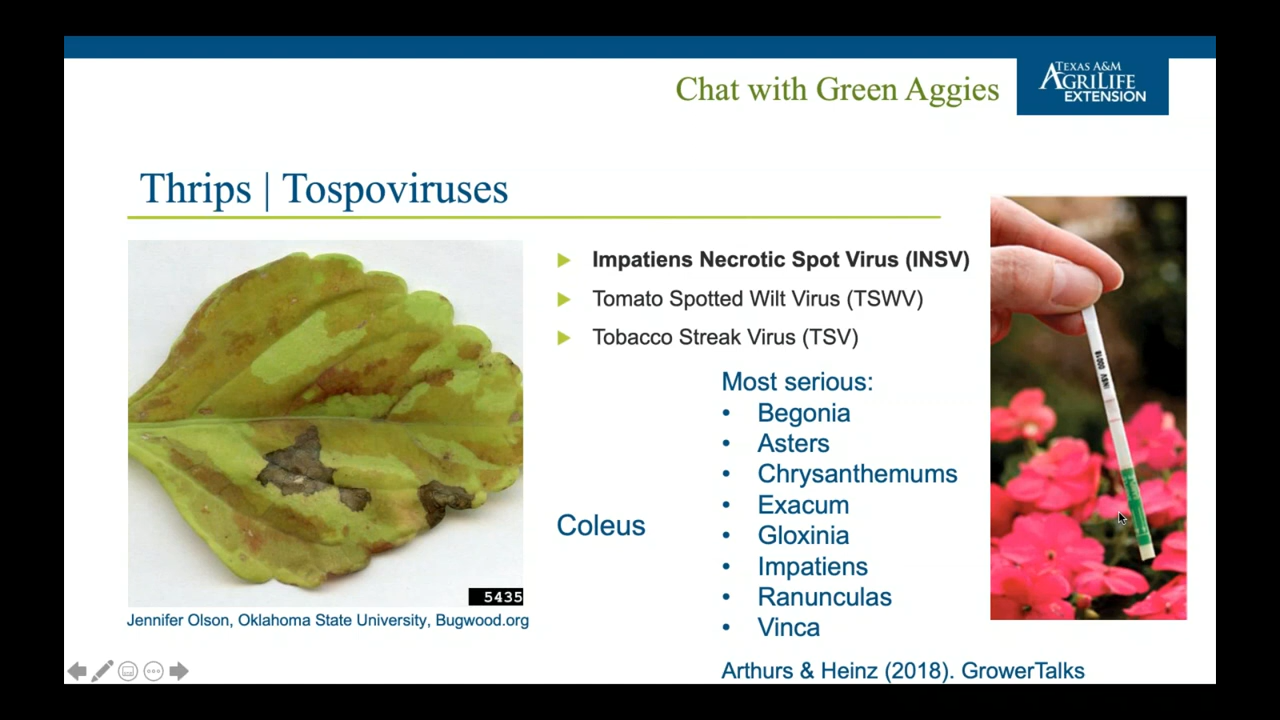 Chat with Green Aggies
TEXAS A&M
AGRILIFE
EXTENSION
Thrips | Tospoviruses
Impatiens Necrotic Spot Virus (INSV)
Tomato Spotted Wilt Virus (TSWV)
Tobacco Streak Virus (TSV)
Most serious:
• Begonia
• Asters
• Chrysanthemums
• Exacum
• Gloxinia
• Impatiens
• Ranunculas
• Vinca
Coleus
INSV 00018
5435
Jennifer Olson, Oklahoma State University, Bugwood.org
Arthurs & Heinz (2018). GrowerTalks